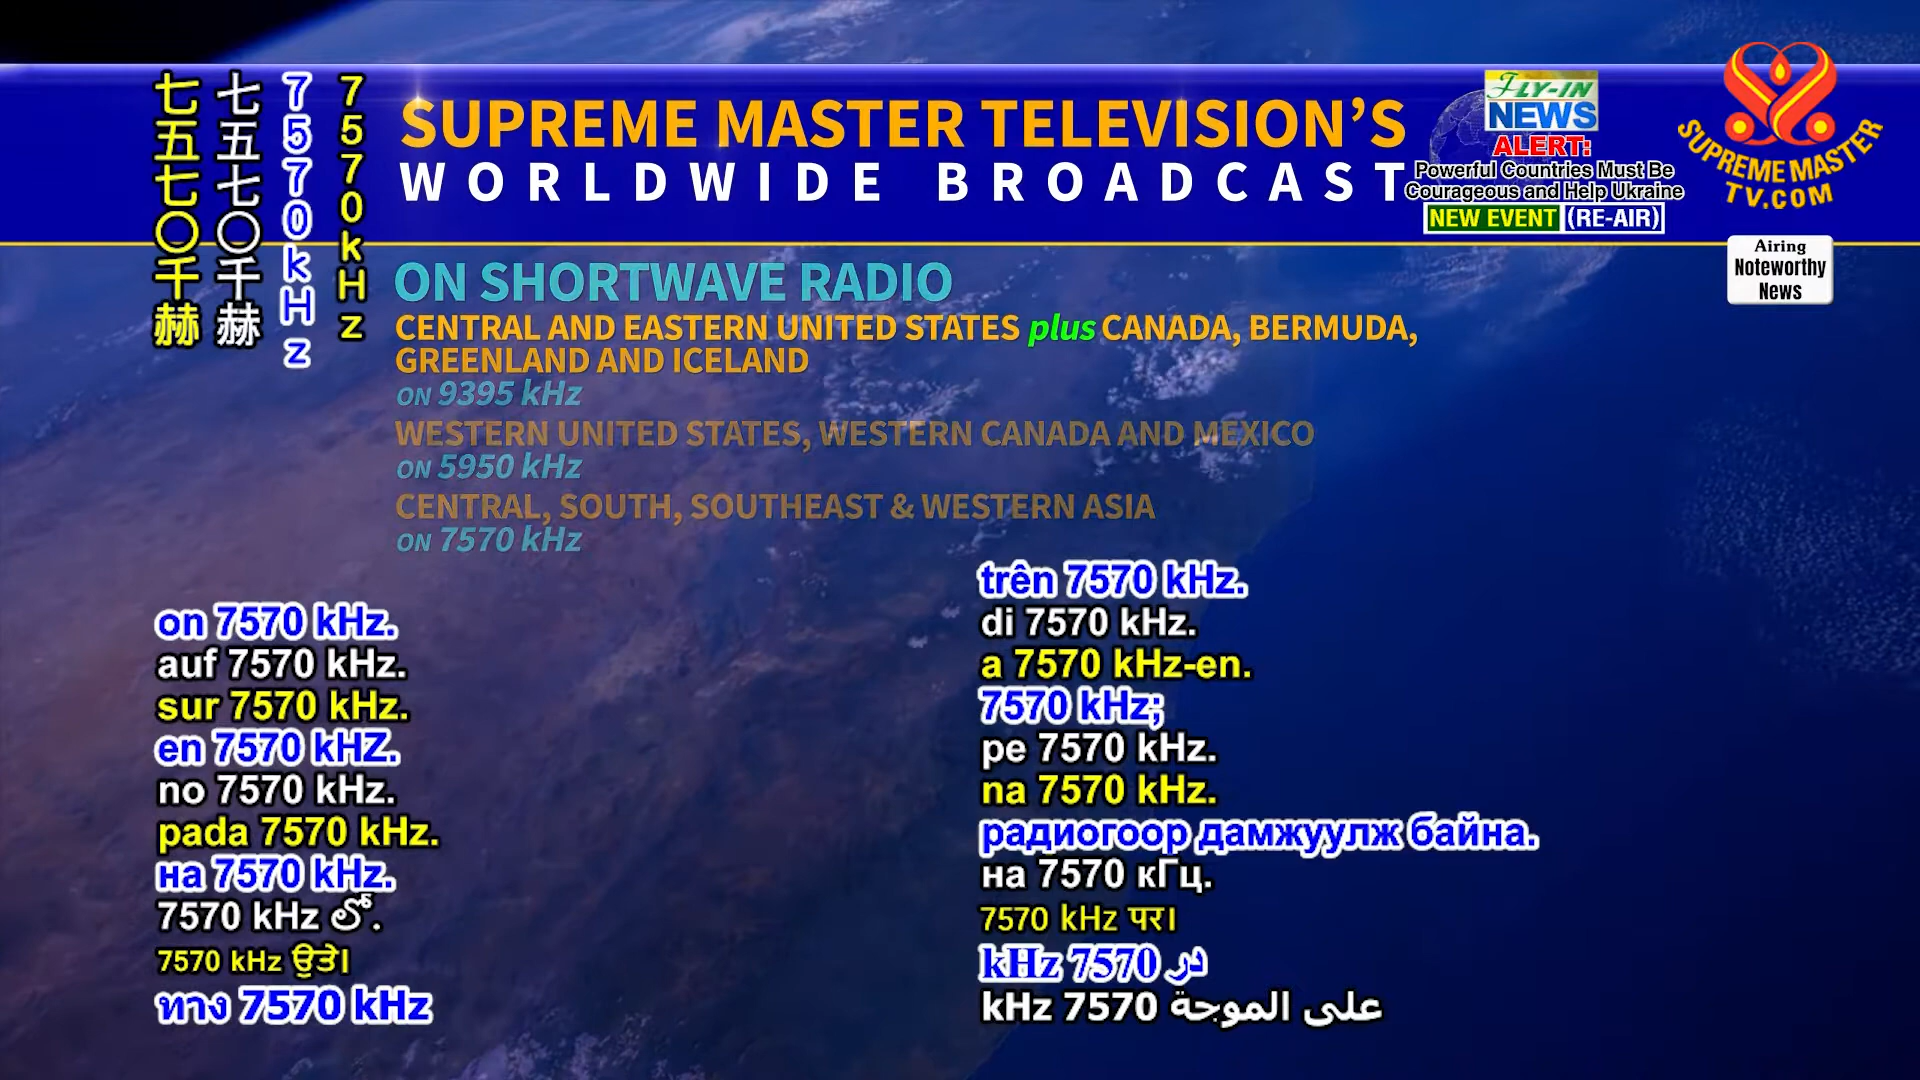 七五七〇千赫
七五七〇千赫
7570kHz
7570kHz
SUPREME MASTER TELEVISION’S
WORLDWIDE BROADCAST
FLY-IN
NEWS
ALERT:
Powerful Countries Must Be
Courageous and Help Ukraine
NEW EVENT (RE-AIR)
SUPREME MASTER
TV.COM
Airing
Noteworthy
News
ON SHORTWAVE RADIO
CENTRAL AND EASTERN UNITED STATES plus CANADA, BERMUDA,
GREENLAND AND ICELAND
ON 9395 kHz
WESTERN UNITED STATES, WESTERN CANADA AND MEXICO
ON 5950 kHz
CENTRAL, SOUTH, SOUTHEAST & WESTERN ASIA
ON 7570 kHz
on 7570 kHz.
auf 7570 kHz.
sur 7570 kHz.
en 7570 kHZ.
no 7570 kHz.
pada 7570 kHz.
на 7570 kHz.
7570 kHz లో.
7570 kHz ਉਤੇ।
ทาง 7570 kHz
trên 7570 kHz.
di 7570 kHz.
a 7570 kHz-en.
7570 kHz;
pe 7570 kHz.
na 7570 kHz.
радиогоор дамжуулж байна.
на 7570 кГц.
7570 kHz पर।
در 7570 kHz
على الموجة 7570 kHz